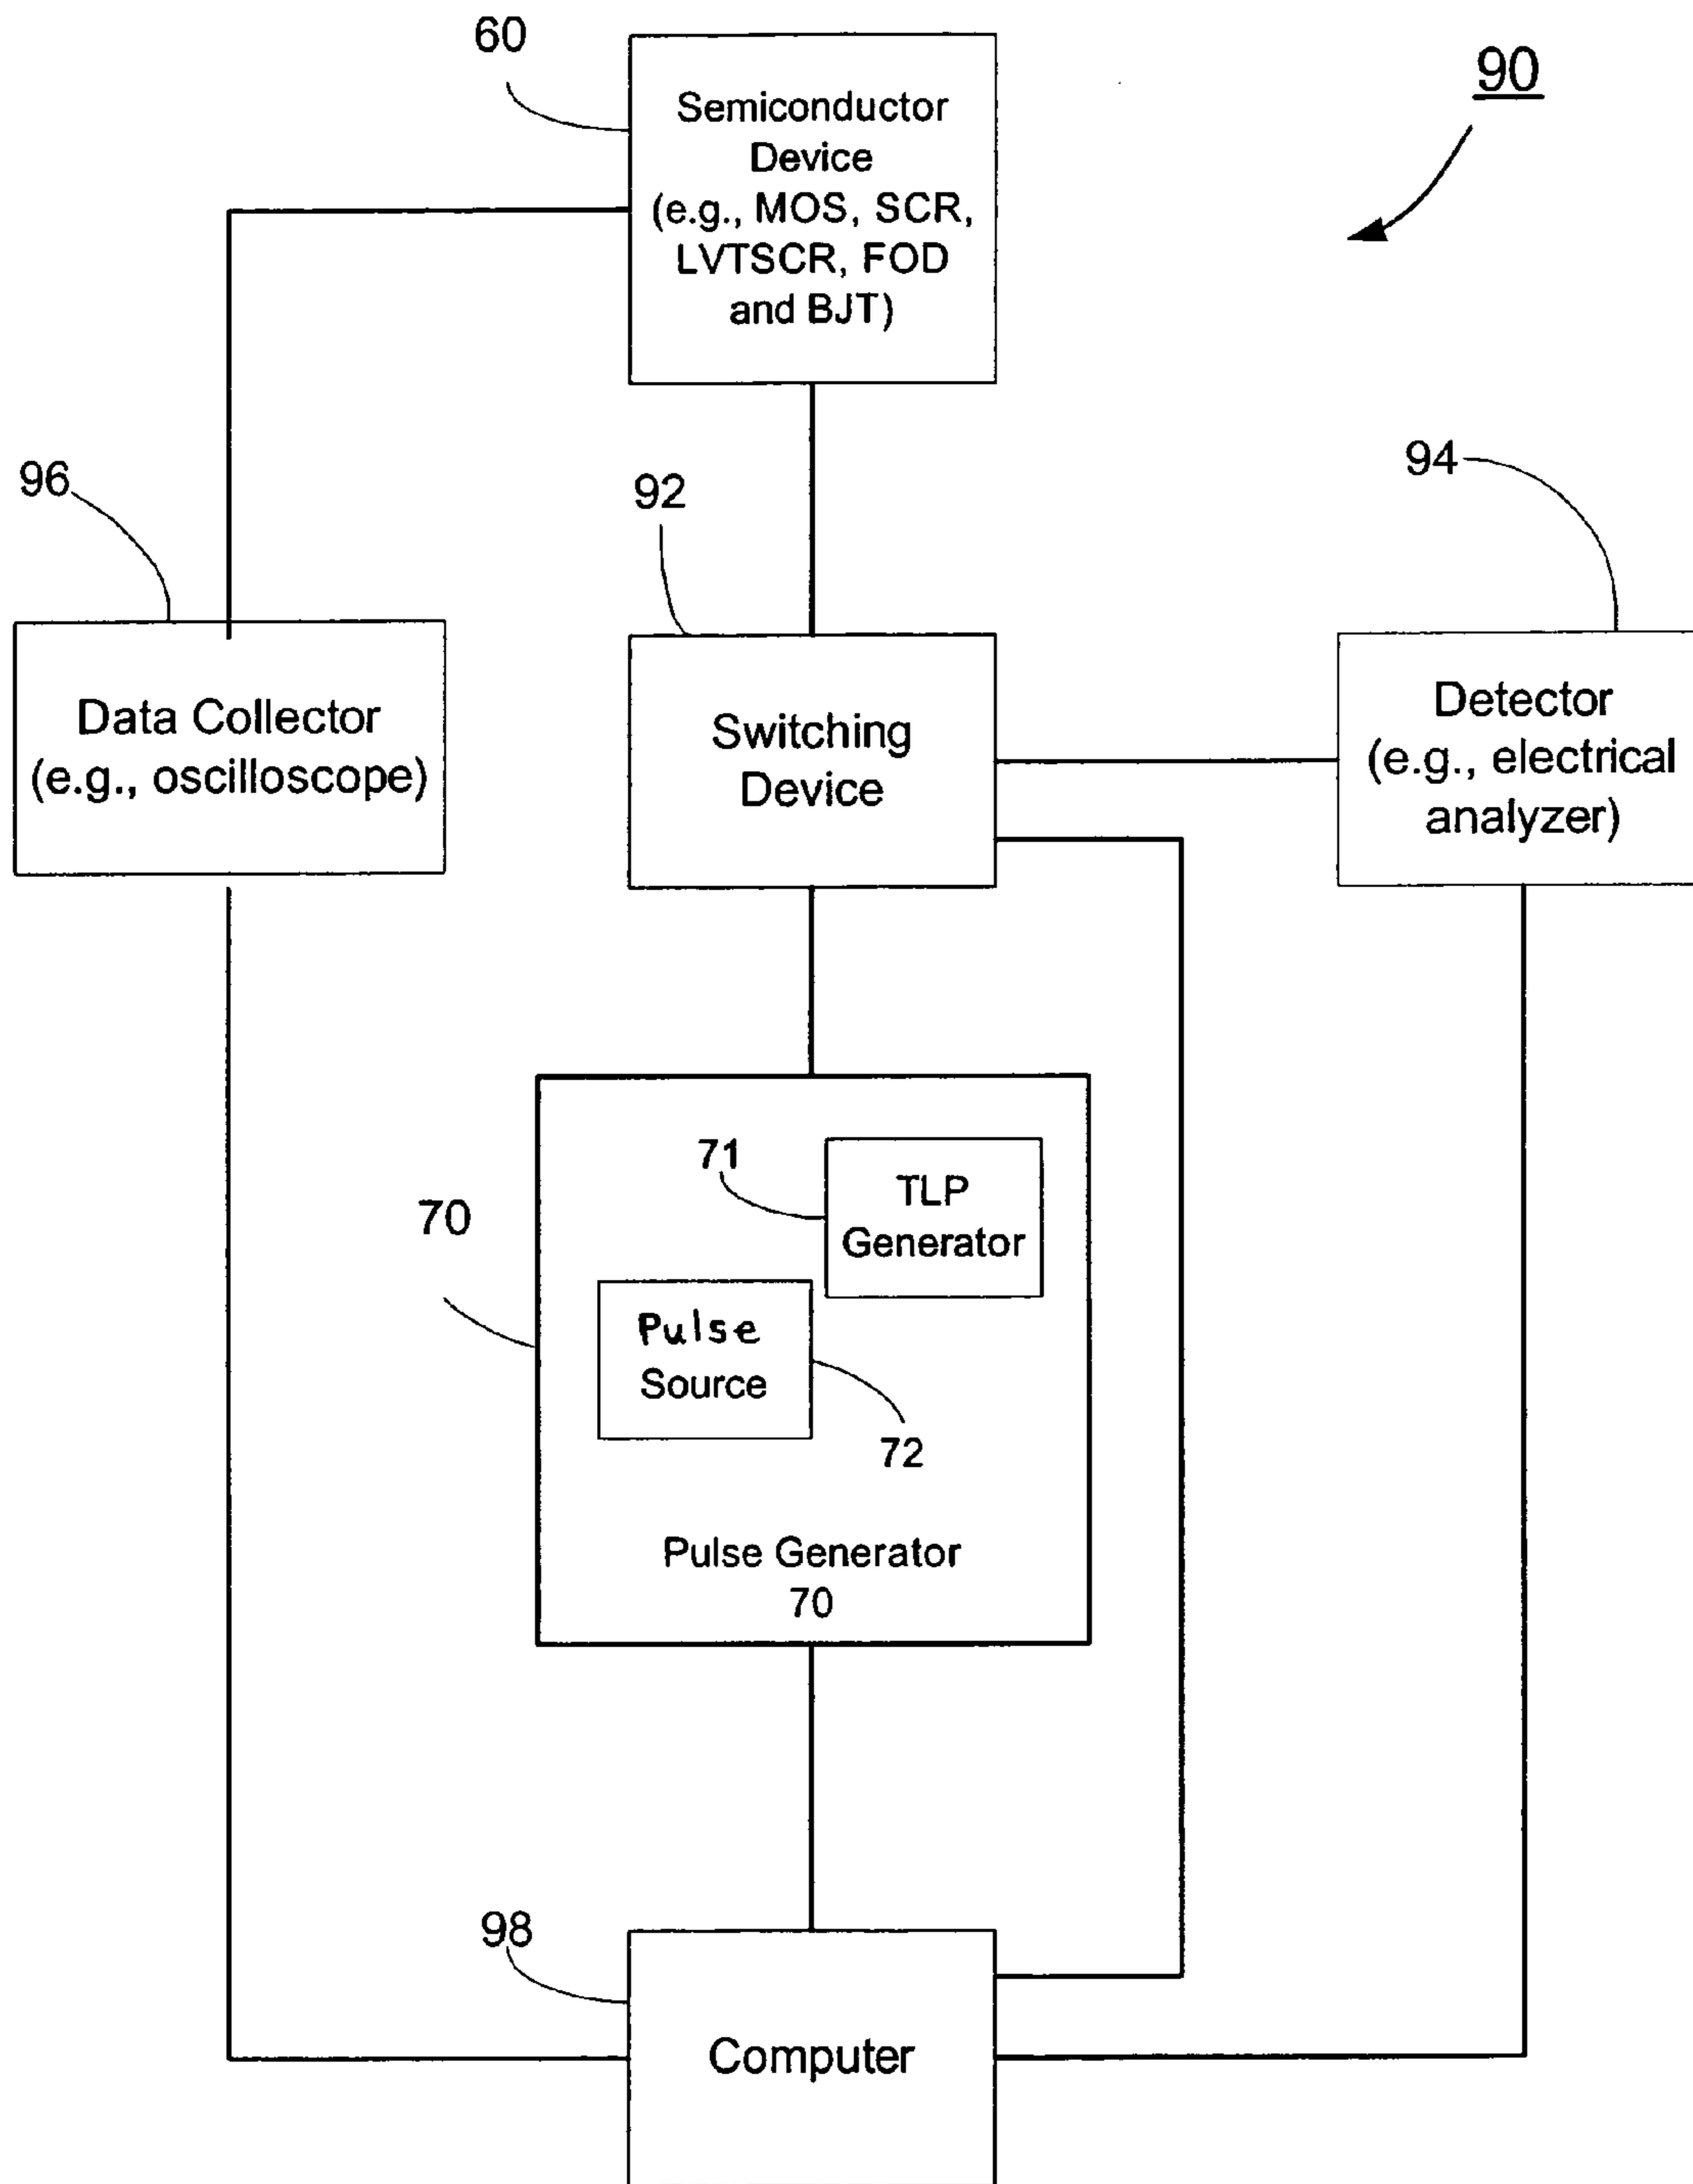 60
90
Semiconductor
Device
(e.g., MOS, SCR,
LVTSCR, FOD
and BJT)
96
92
94
Data Collector
(e.g., oscilloscope)
Switching
Device
Detector
(e.g., electrical
analyzer)
70
71
TLP
Generator
Pulse
Source
72
Pulse Generator
70
98
Computer